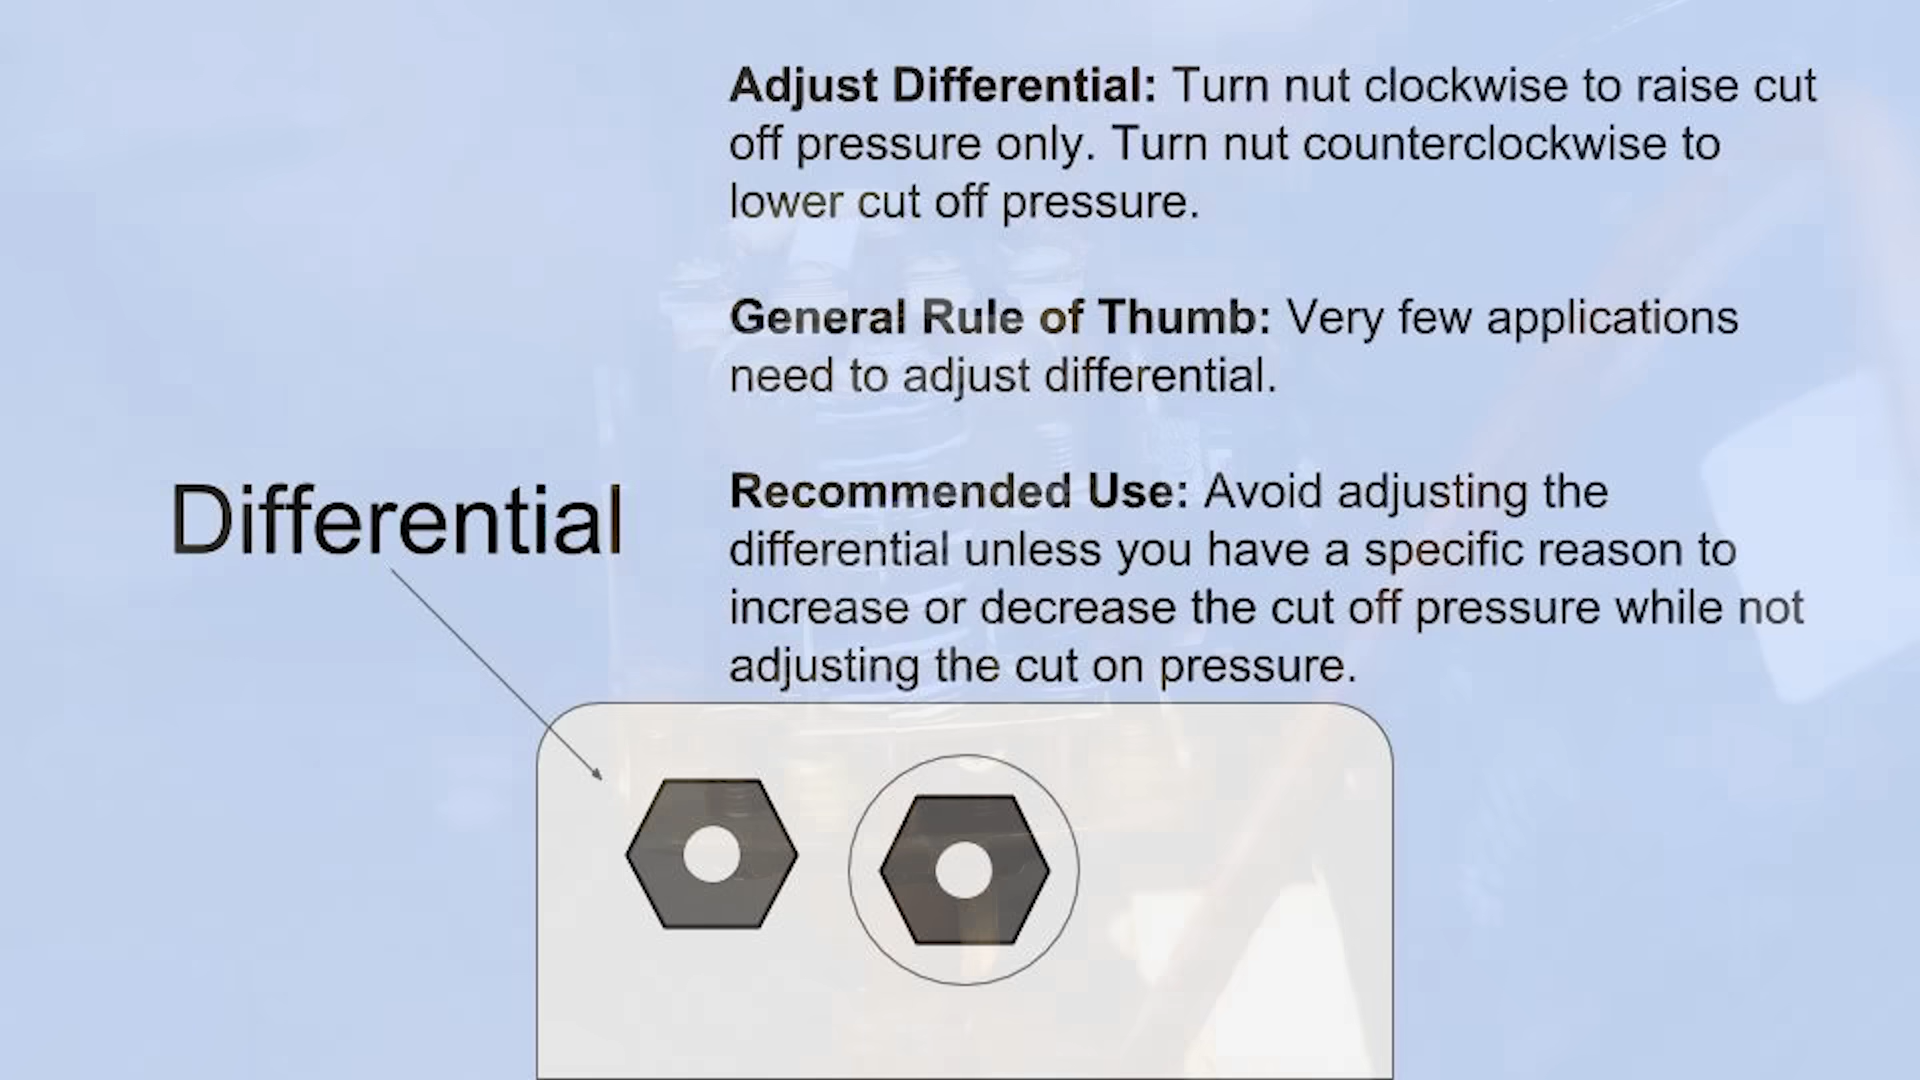 Adjust Differential: Turn nut clockwise to raise cut
off pressure only. Turn nut counterclockwise to
lower cut off pressure.
General Rule of Thumb: Very few applications
need to adjust differential.
Recommended Use: Avoid adjusting the
differential unless you have a specific reason to
increase or decrease the cut off pressure while not
adjusting the cut on pressure.
Differential